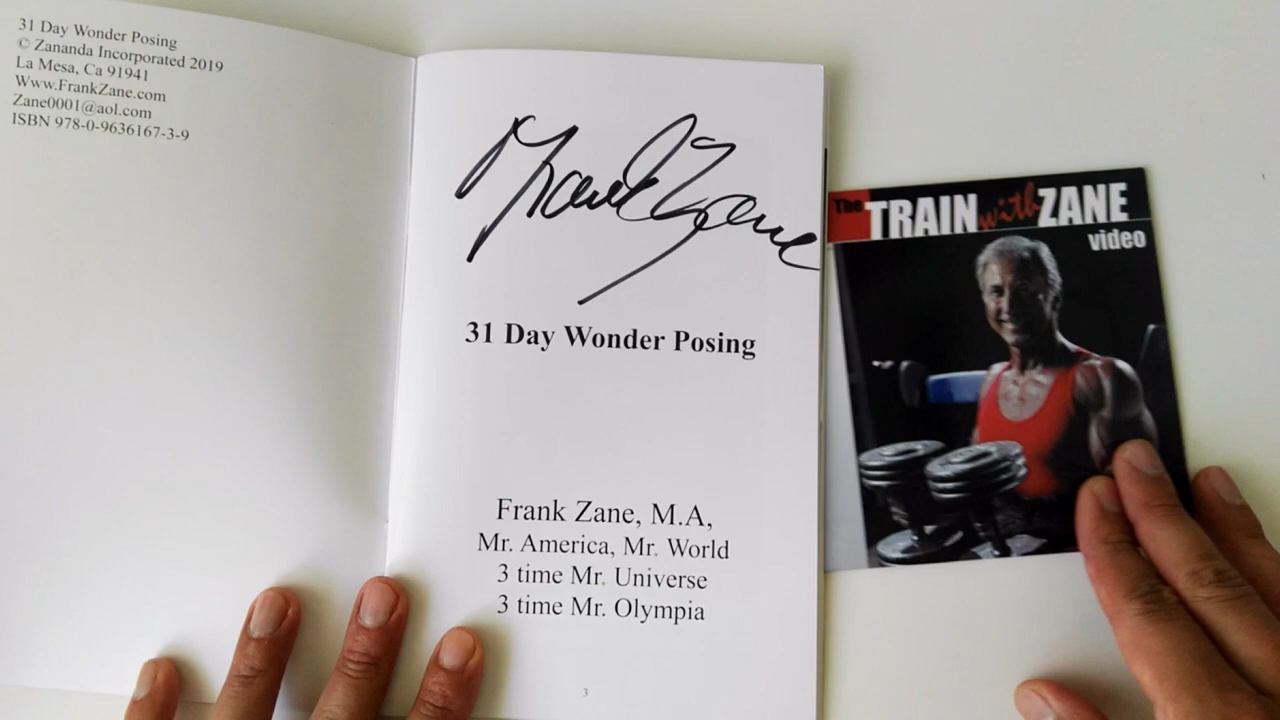 31 Day Wonder Posing
© Zananda Incorporated 2019
La Mesa, Ca 91941
Www.FrankZane.com
Zane0001@aol.com
ISBN 978-0-9636167-3-9
Frank Zane
31 Day Wonder Posing
Frank Zane, M.A,
Mr. America, Mr. World
3 time Mr. Universe
3 time Mr. Olympia
3
The TRAIN with ZANE
video